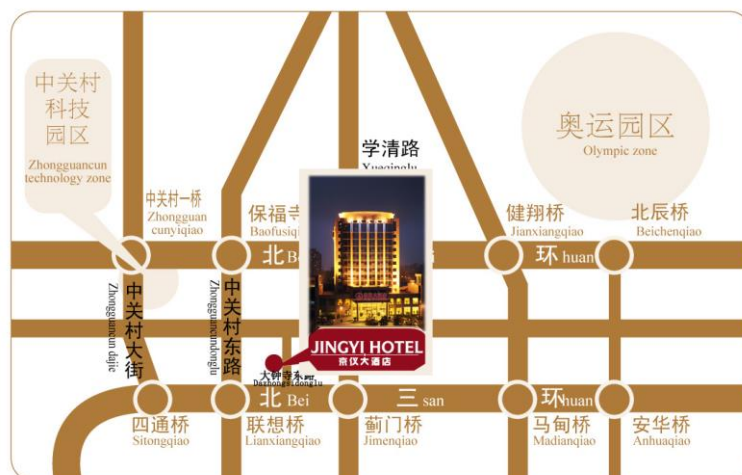 中关村
科技
园区
Zhongguancun
technology zone
奥运园区
Olympic zone
学清路
Xueqinglu
中关村一桥
Zhongguan
cunyiqiao
保福寺
Baofusiqi
健翔桥
Jianxiangqiao
北辰桥
Beichenqiao
北 Be
环 huan
中关村大街
Zhongguancun dajie
中关村东路
Zhongguancundonglu
JINGYI HOTEL
京仪大酒店
大钟寺东路
Dazhongsidonglu
北 Bei
三 san
环 huan
四通桥
Sitongqiao
联想桥
Lianxiangqiao
蓟门桥
Jimenqiao
马甸桥
Madianqiao
安华桥
Anhuaqiao